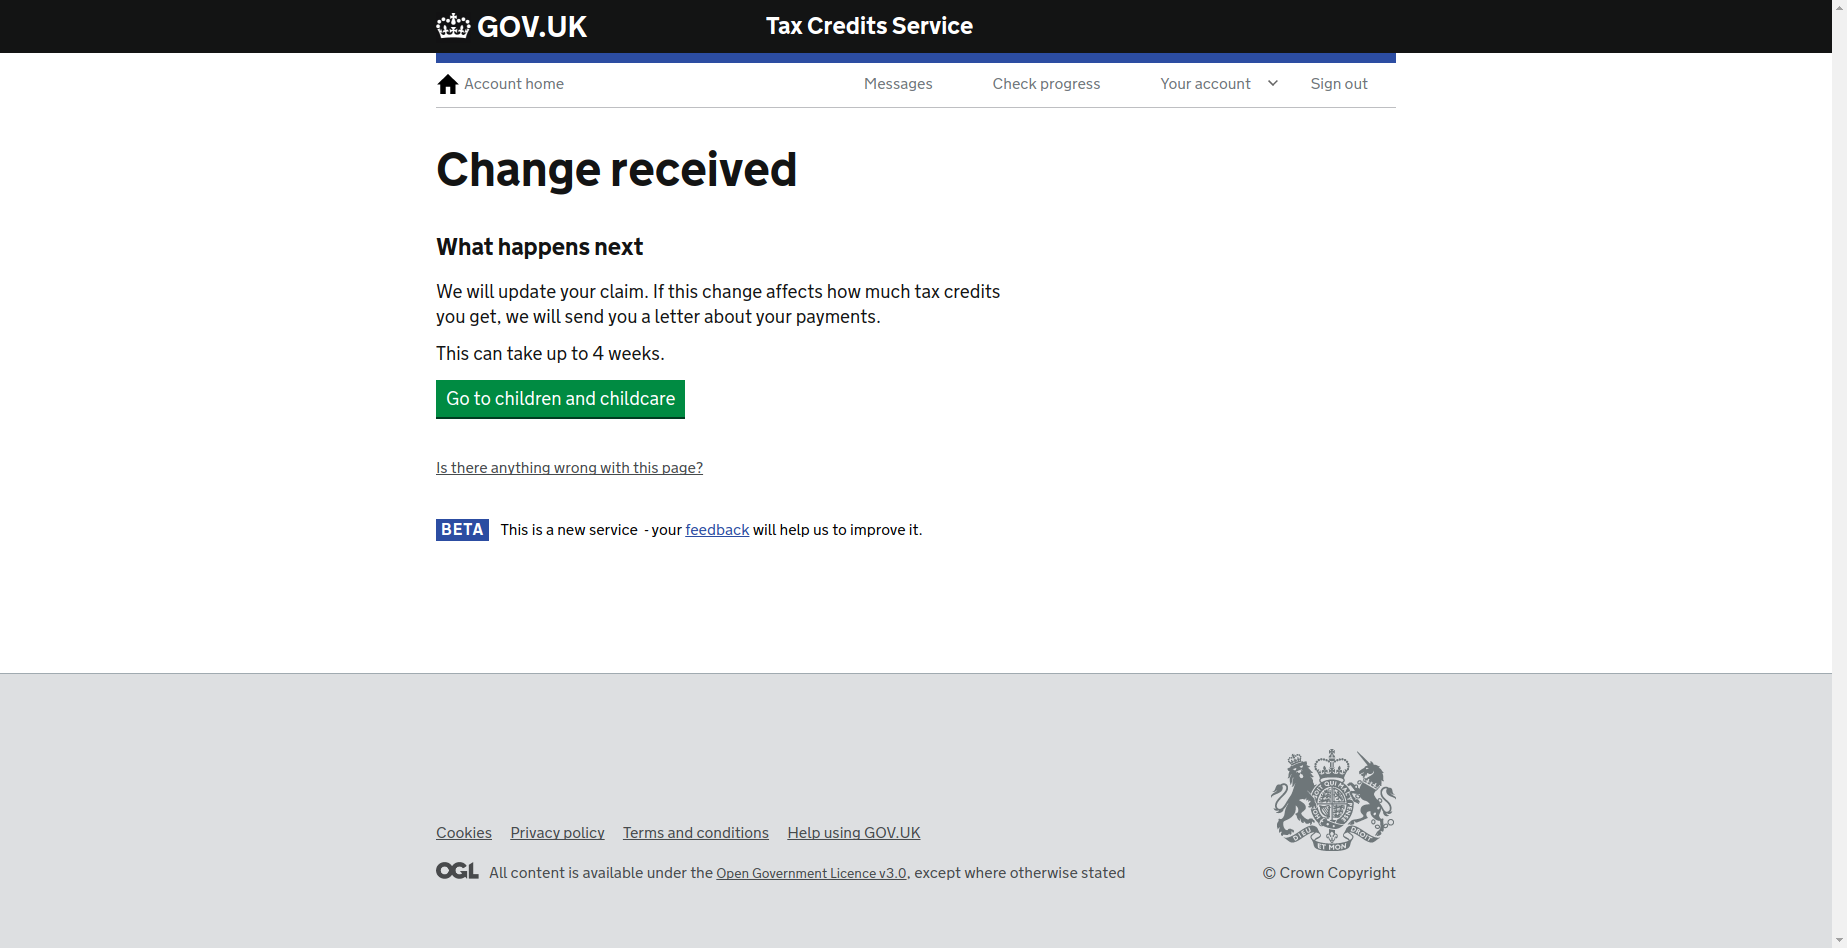 GOV.UK
Tax Credits Service
Account home
Messages
Check progress
Your account
Sign out
Change received
What happens next
We will update your claim. If this change affects how much tax credits
you get, we will send you a letter about your payments.
This can take up to 4 weeks.
Go to children and childcare
Is there anything wrong with this page?
BETA This is a new service - your feedback will help us to improve it.
Cookies
Privacy policy
Terms and conditions
Help using GOV.UK
OGL All content is available under the Open Government Licence v3.0, except where otherwise stated
DIEU ET MON DROIT
© Crown Copyright